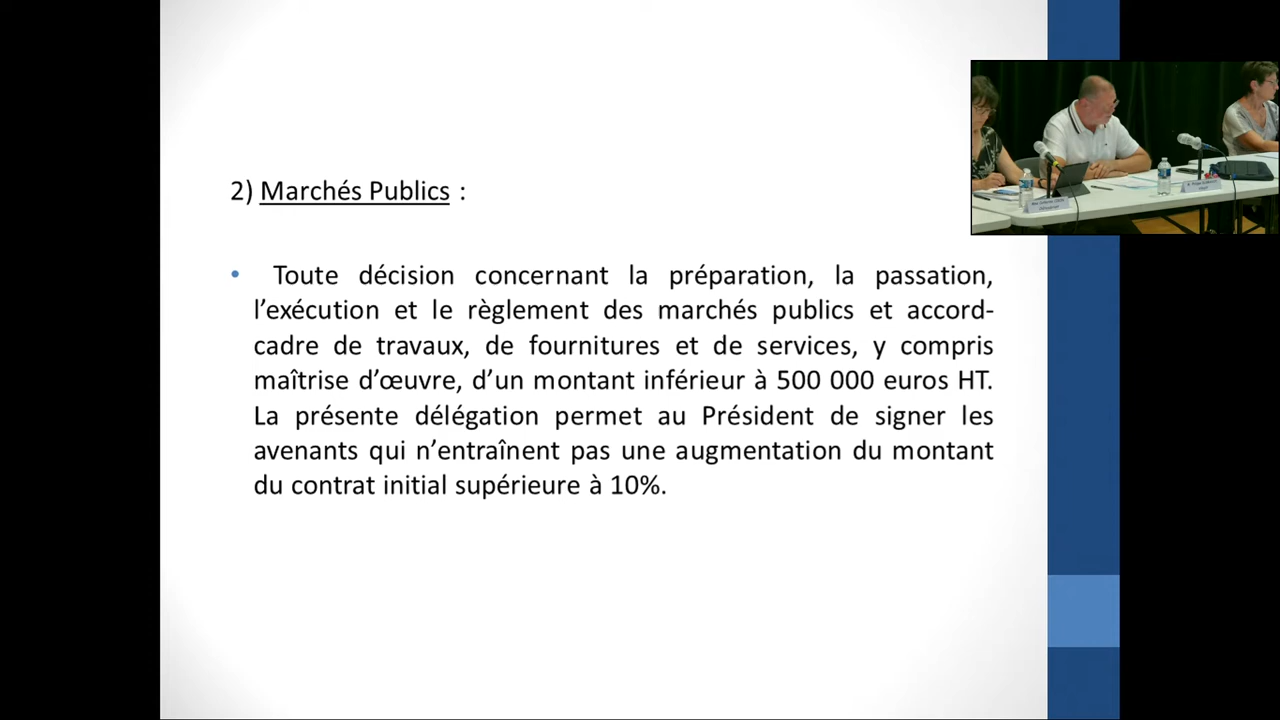 2) Marchés Publics :
• Toute décision concernant la préparation, la passation,
l’exécution et le règlement des marchés publics et accord-
cadre de travaux, de fournitures et de services, y compris
maîtrise d’œuvre, d’un montant inférieur à 500 000 euros HT.
La présente délégation permet au Président de signer les
avenants qui n’entraînent pas une augmentation du montant
du contrat initial supérieure à 10%.